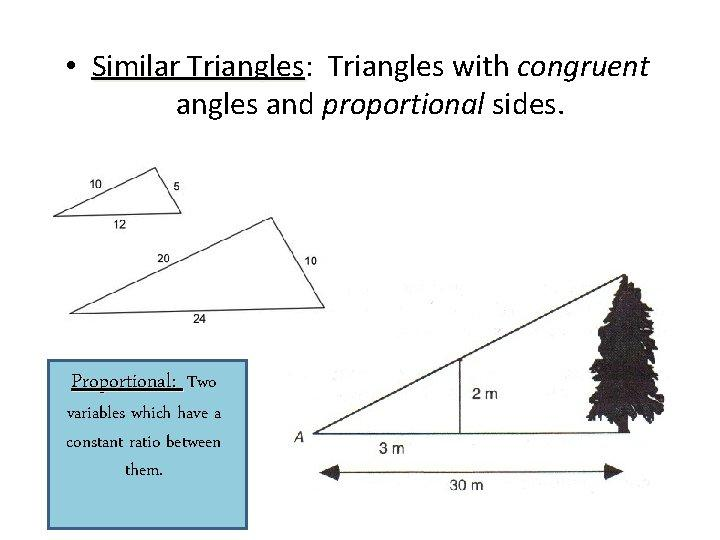 • Similar Triangles: Triangles with congruent
angles and proportional sides.
10
5
12
20
10
24
Proportional: Two
variables which have a
constant ratio between
them.
2 m
A
3 m
30 m